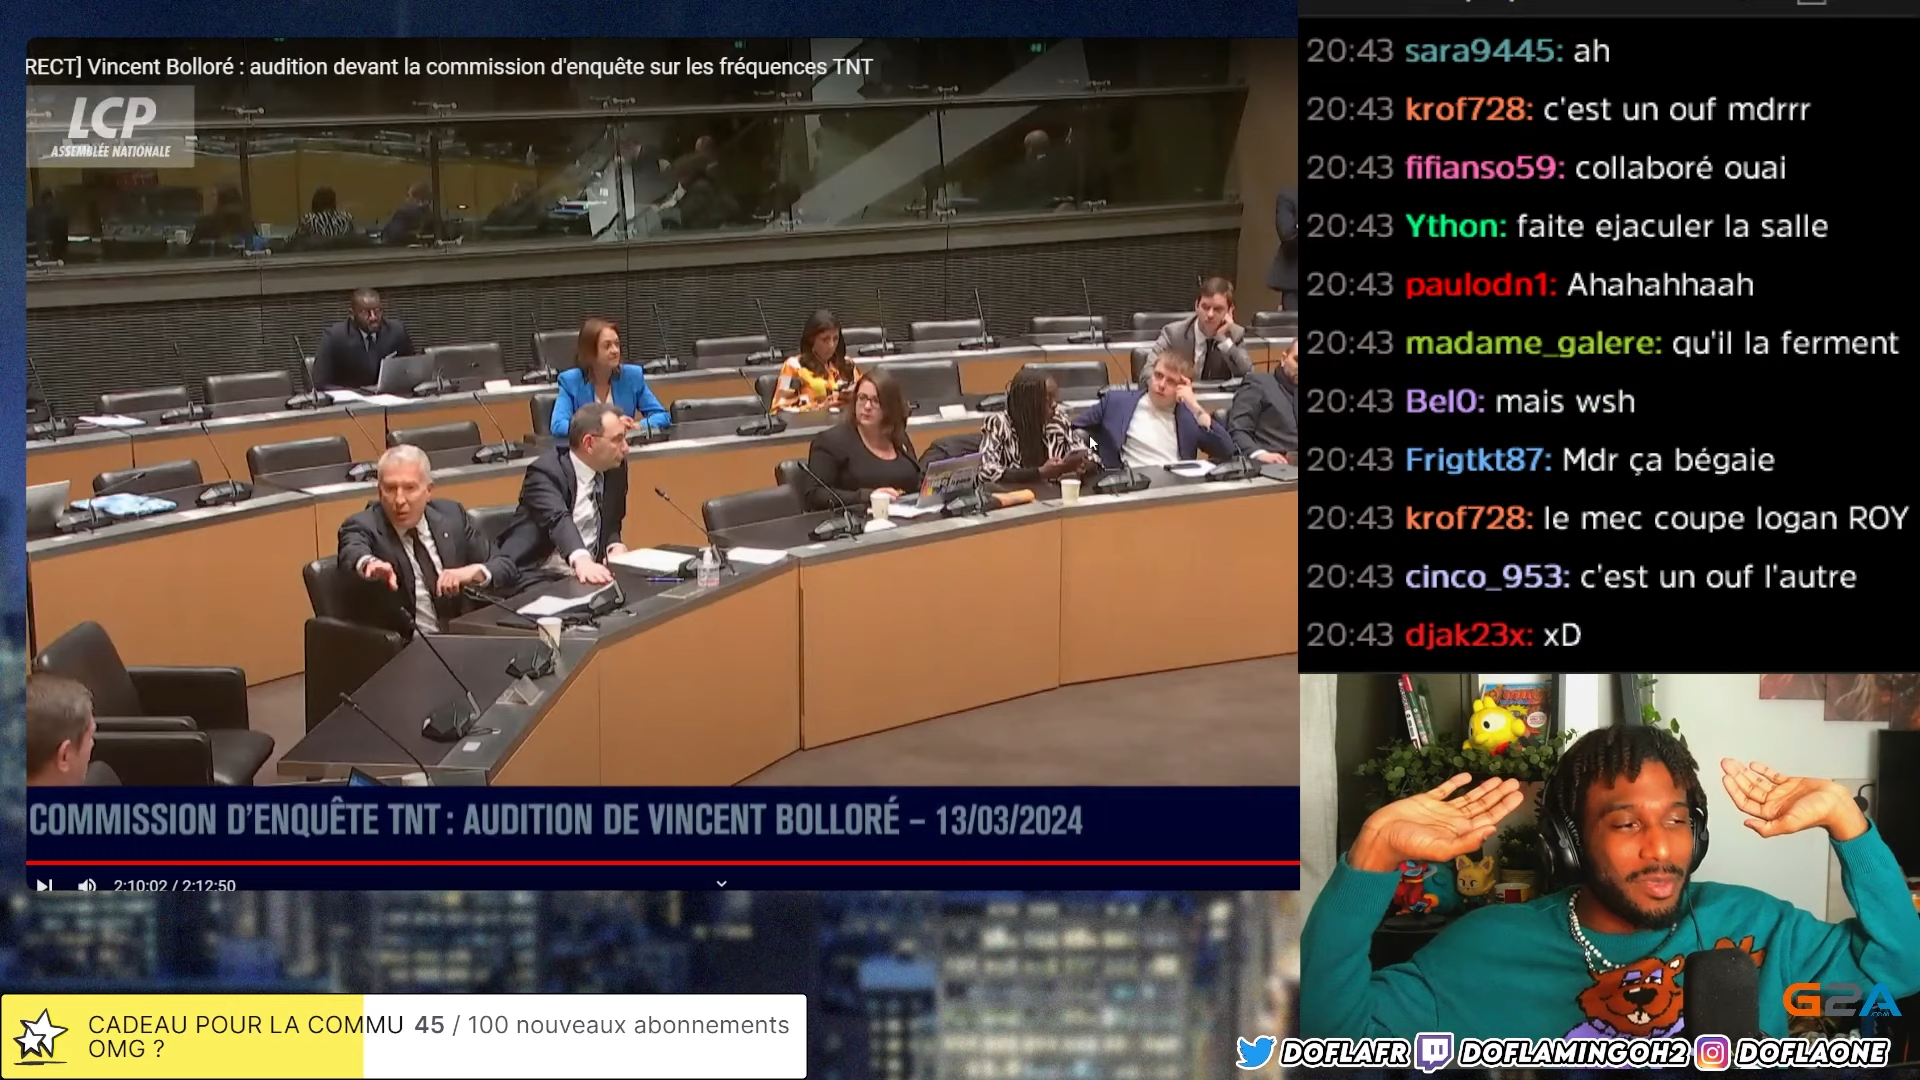 RECT] Vincent Bolloré : audition devant la commission d'enquête sur les fréquences TNT
LCP
ASSEMBLÉE NATIONALE
COMMISSION D'ENQUÊTE TNT : AUDITION DE VINCENT BOLLORÉ – 13/03/2024
2:10:02 / 2:12:50
20:43 sara9445: ah
20:43 krof728: c'est un ouf mdrrr
20:43 fifianso59: collaboré ouai
20:43 Ython: faite ejaculer la salle
20:43 paulodn1: Ahahahhaah
20:43 madame_galere: qu'il la ferment
20:43 Bel0: mais wsh
20:43 Frigtkt87: Mdr ça bégaie
20:43 krof728: le mec coupe logan ROY
20:43 cinco_953: c'est un ouf l'autre
20:43 djak23x: xD
CADEAU POUR LA COMMU 45 / 100 nouveaux abonnements
OMG ?
G2A
.COM
DOFLAFR DOFLAMINGOH2 DOFLAONE